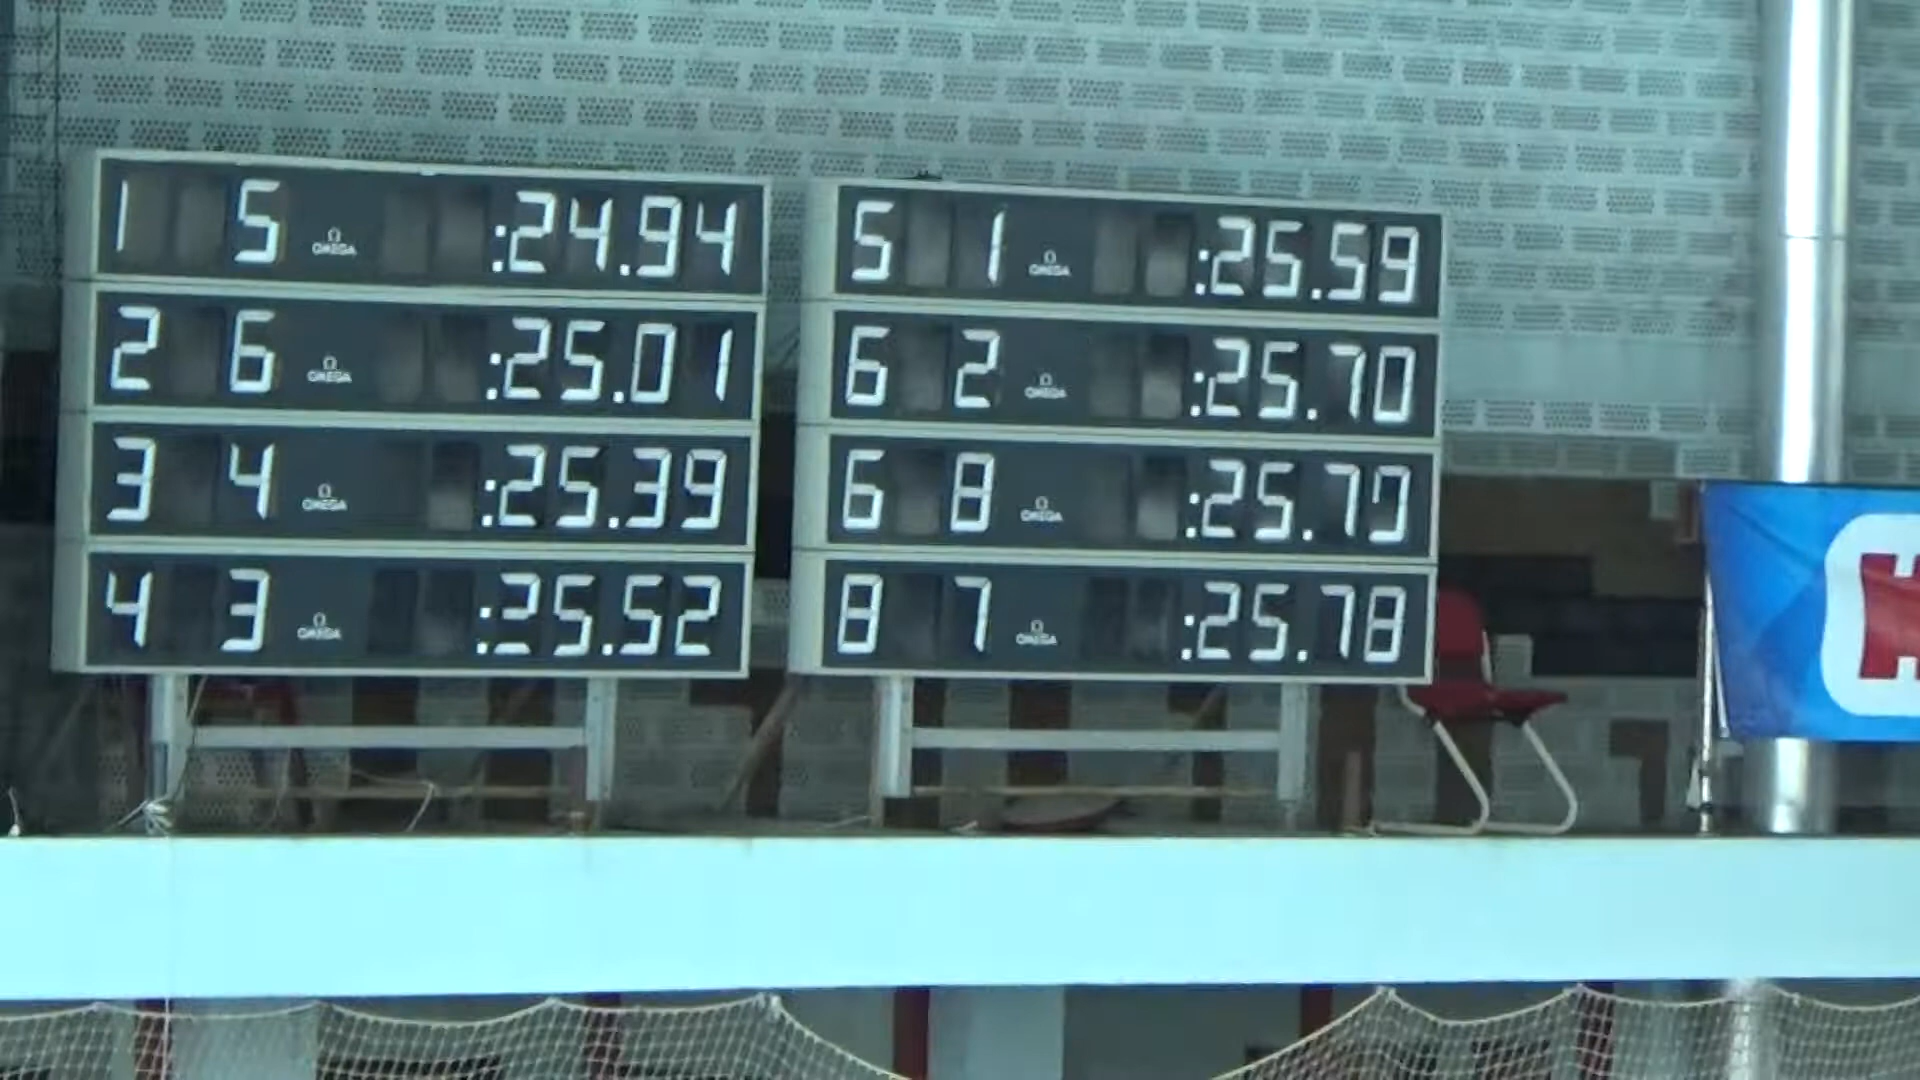 1 5 OMEGA :24.94
2 6 OMEGA :25.01
3 4 OMEGA :25.39
4 3 OMEGA :25.52
5 1 OMEGA :25.59
6 2 OMEGA :25.70
6 8 OMEGA :25.70
8 7 OMEGA :25.78